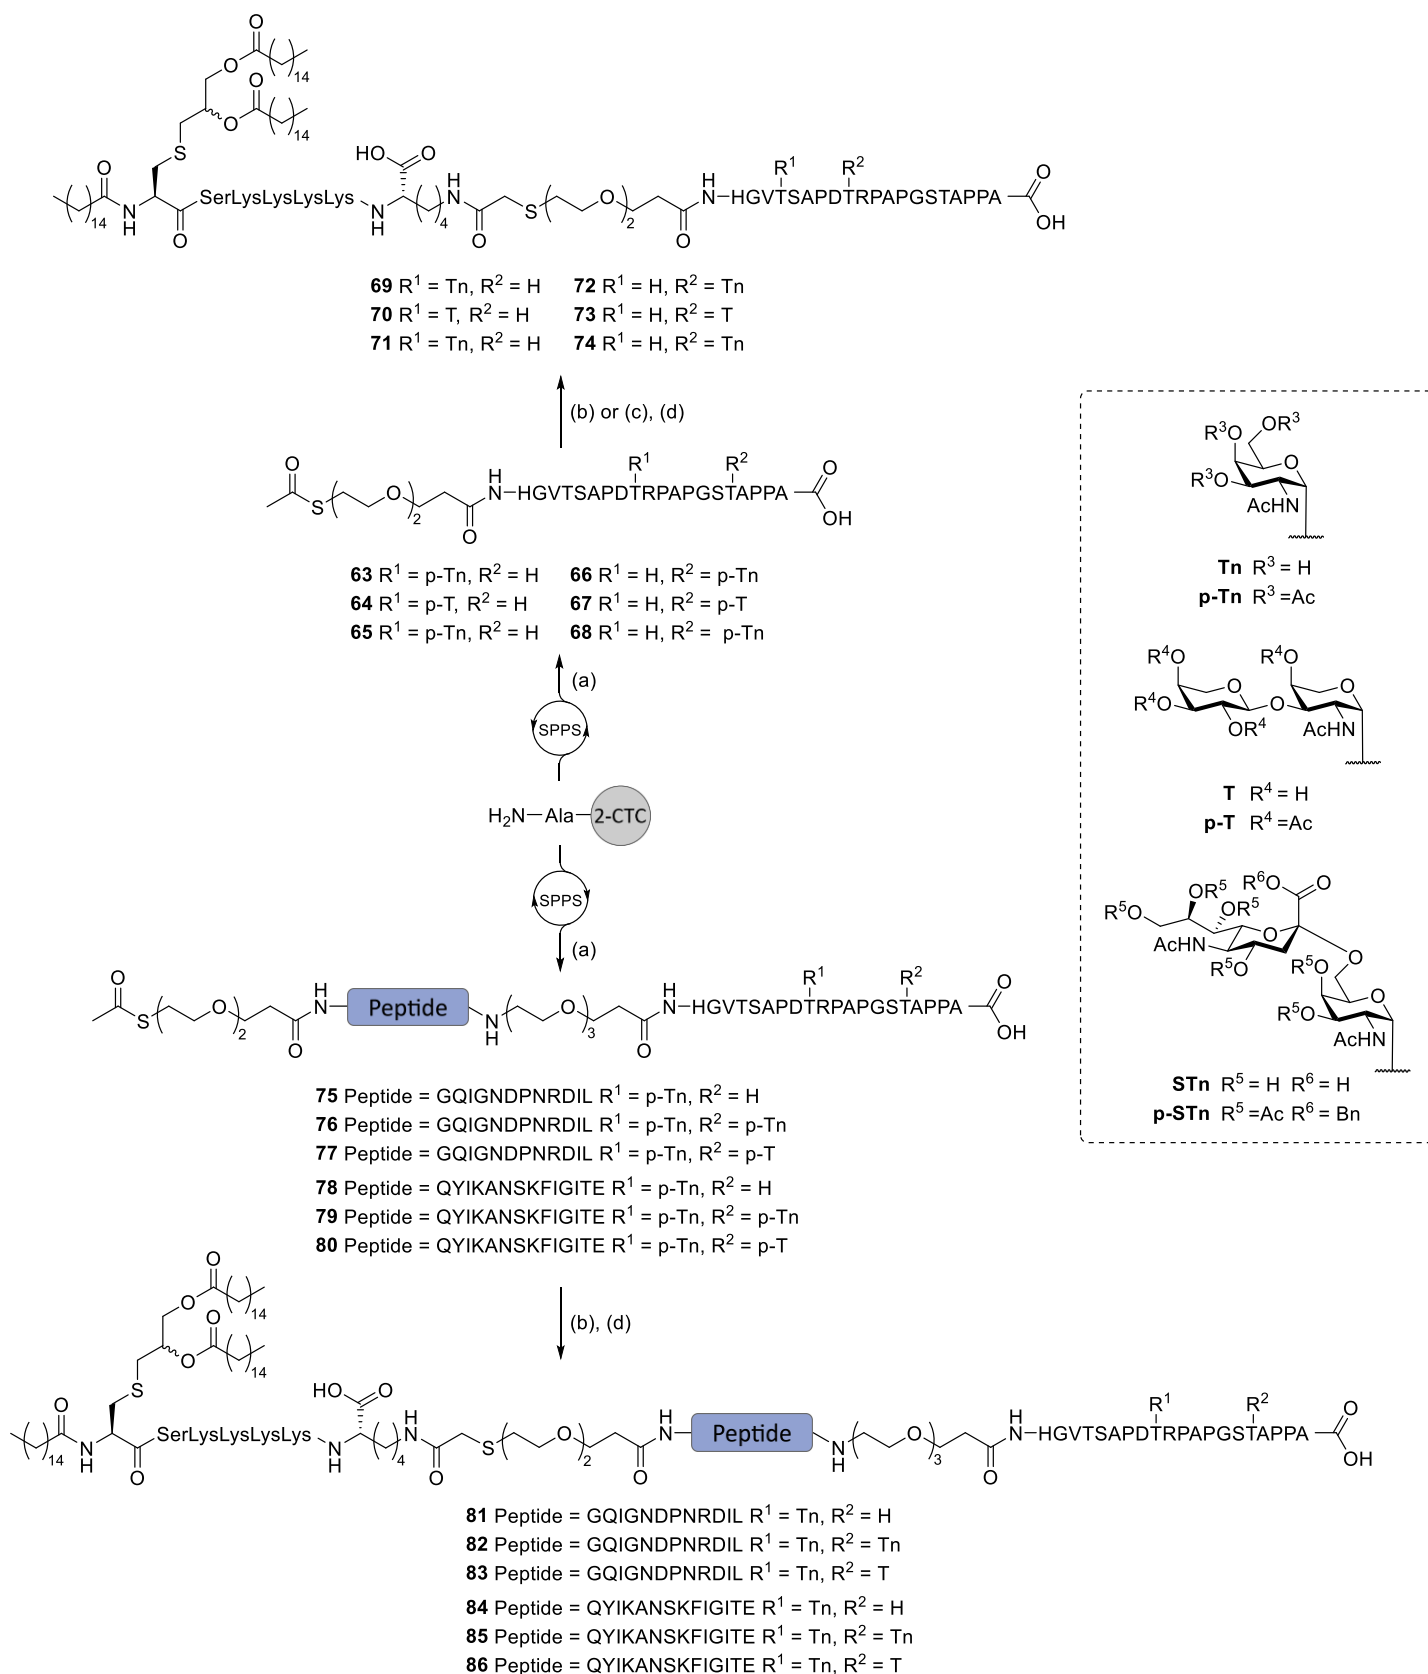 O
O
O
O
( )14
( )14
S
HO
O
O
( )14
N
H
O
SerLysLysLysLys
N
H
( )4
H
N
O
S
( O )2
O
H
N
R1
R2
HGVTSAPDTRPAPGSTAPPA
O
OH
69 R1 = Tn, R2 = H 72 R1 = H, R2 = Tn
70 R1 = T, R2 = H 73 R1 = H, R2 = T
71 R1 = Tn, R2 = H 74 R1 = H, R2 = Tn
(b) or (c), (d)
O
S
( O )2
O
H
N
R1
R2
HGVTSAPDTRPAPGSTAPPA
O
OH
63 R1 = p-Tn, R2 = H 66 R1 = H, R2 = p-Tn
64 R1 = p-T, R2 = H 67 R1 = H, R2 = p-T
65 R1 = p-Tn, R2 = H 68 R1 = H, R2 = p-Tn
(a)
SPPS
H2N Ala 2-CTC
SPPS
(a)
O
S
( O )2
O
H
N
Peptide
N
H
( O )3
O
H
N
R1
R2
HGVTSAPDTRPAPGSTAPPA
O
OH
75 Peptide = GQIGNDPNRDIL R1 = p-Tn, R2 = H
76 Peptide = GQIGNDPNRDIL R1 = p-Tn, R2 = p-Tn
77 Peptide = GQIGNDPNRDIL R1 = p-Tn, R2 = p-T
78 Peptide = QYIKANSKFIGITE R1 = p-Tn, R2 = H
79 Peptide = QYIKANSKFIGITE R1 = p-Tn, R2 = p-Tn
80 Peptide = QYIKANSKFIGITE R1 = p-Tn, R2 = p-T
(b), (d)
O
O
O
O
( )14
( )14
S
HO
O
O
( )14
N
H
O
SerLysLysLysLys
N
H
( )4
H
N
O
S
( O )2
O
H
N
Peptide
N
H
( O )3
O
H
N
R1
R2
HGVTSAPDTRPAPGSTAPPA
O
OH
81 Peptide = GQIGNDPNRDIL R1 = Tn, R2 = H
82 Peptide = GQIGNDPNRDIL R1 = Tn, R2 = Tn
83 Peptide = GQIGNDPNRDIL R1 = Tn, R2 = T
84 Peptide = QYIKANSKFIGITE R1 = Tn, R2 = H
85 Peptide = QYIKANSKFIGITE R1 = Tn, R2 = Tn
86 Peptide = QYIKANSKFIGITE R1 = Tn, R2 = T
R3O
OR3
O
R3O
AcHN
Tn R3 = H
p-Tn R3 =Ac
R4O
R4O
O
O
R4O
O
OR4
AcHN
T R4 = H
p-T R4 =Ac
R6O
O
OR5
R5O
OR5
O
AcHN
O
R5O
R5O
O
R5O
AcHN
STn R5 = H R6 = H
p-STn R5 =Ac R6 = Bn